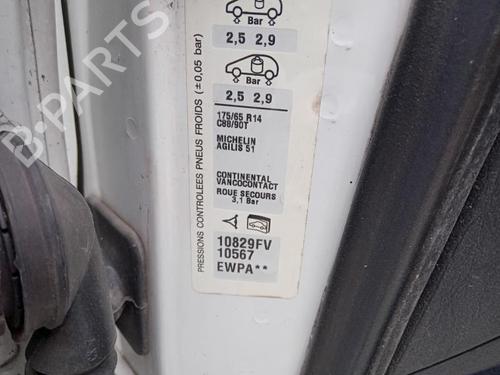 Bar
2,5 2,9
Bar
2,5 2,9
175/65 R14
C88/90T
MICHELIN
AGILIS 51
CONTINENTAL
VANCOCONTACT
ROUE SECOURS
3,1 Bar
10829FV
10567
EWPA**
PRESSIONS CONTROLEES PNEUS FROIDS (±0,05 bar)
B-PARTS